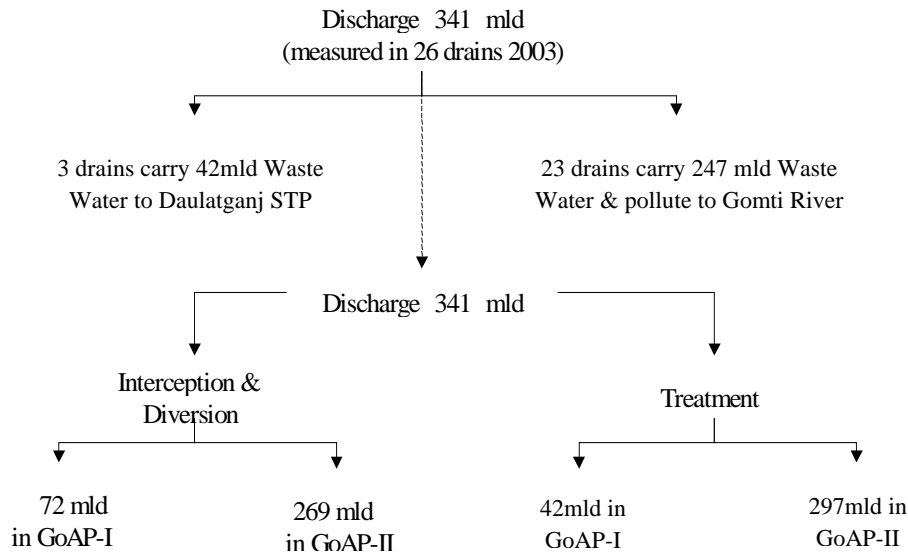 Discharge 341 mld
(measured in 26 drains 2003)
3 drains carry 42mld Waste
Water to Daulatganj STP
23 drains carry 247 mld Waste
Water & pollute to Gomti River
Discharge 341 mld
Interception &
Diversion
Treatment
72 mld
in GoAP-I
269 mld
in GoAP-II
42mld in
GoAP-I
297mld in
GoAP-II